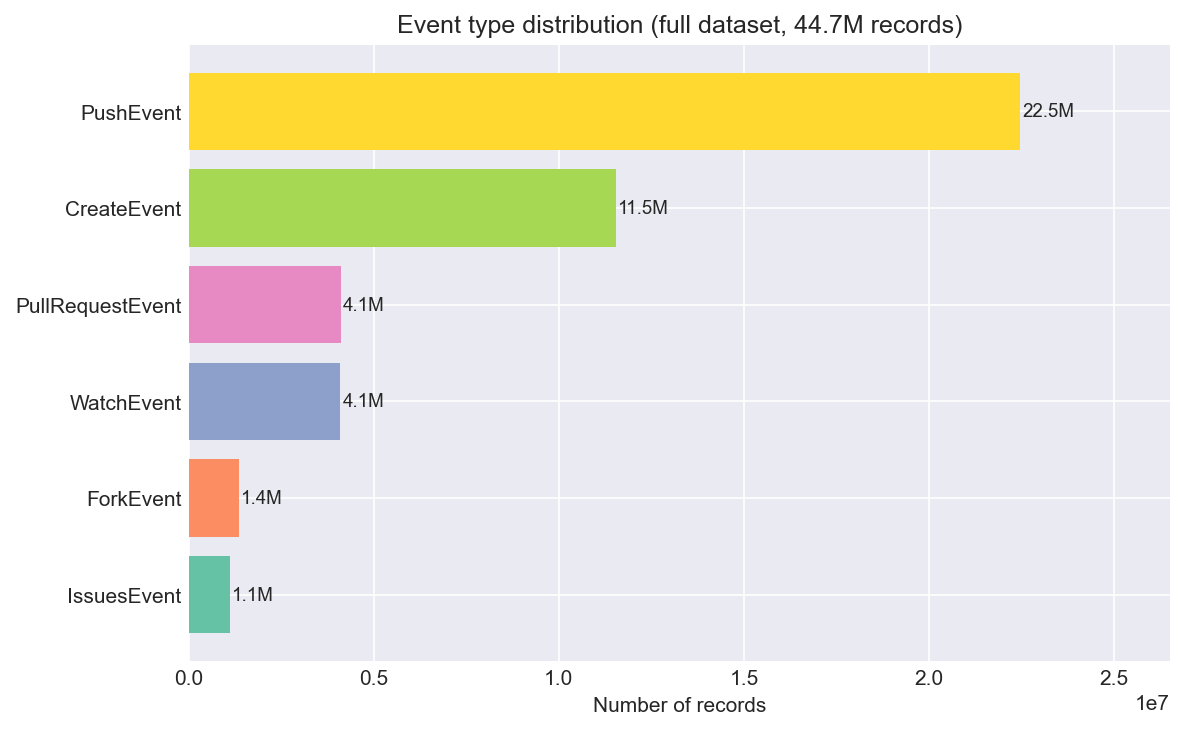 Event type distribution (full dataset, 44.7M records)
PushEvent 22.5M
CreateEvent 11.5M
PullRequestEvent 4.1M
WatchEvent 4.1M
ForkEvent 1.4M
IssuesEvent 1.1M
0.0 0.5 1.0 1.5 2.0 2.5
Number of records 1e7